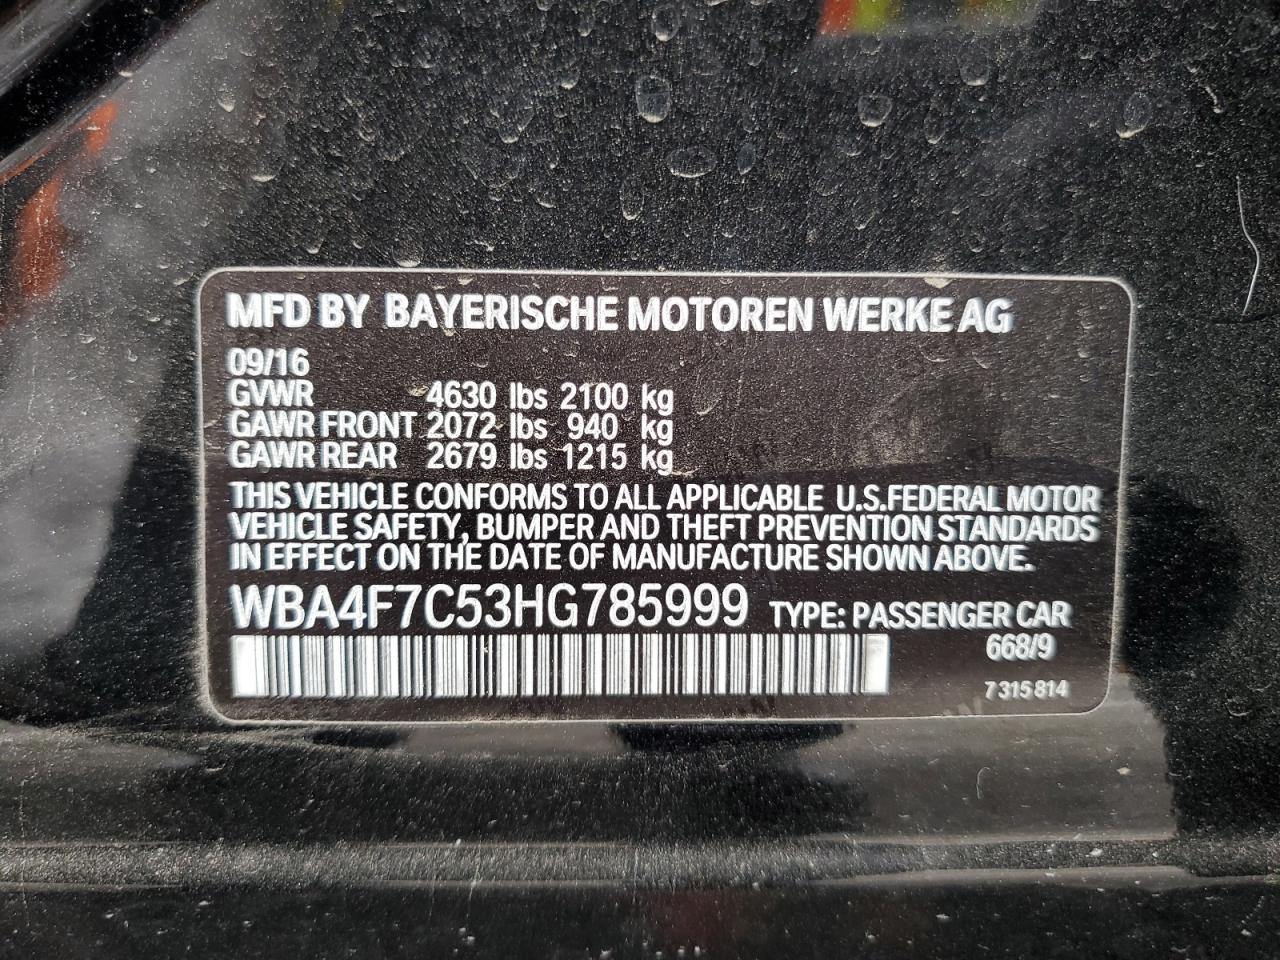 MFD BY BAYERISCHE MOTOREN WERKE AG
09/16
GVWR 4630 lbs 2100 kg
GAWR FRONT 2072 lbs 940 kg
GAWR REAR 2679 lbs 1215 kg
THIS VEHICLE CONFORMS TO ALL APPLICABLE U.S.FEDERAL MOTOR
VEHICLE SAFETY, BUMPER AND THEFT PREVENTION STANDARDS
IN EFFECT ON THE DATE OF MANUFACTURE SHOWN ABOVE.
WBA4F7C53HG785999 TYPE: PASSENGER CAR
668/9
7 315 814